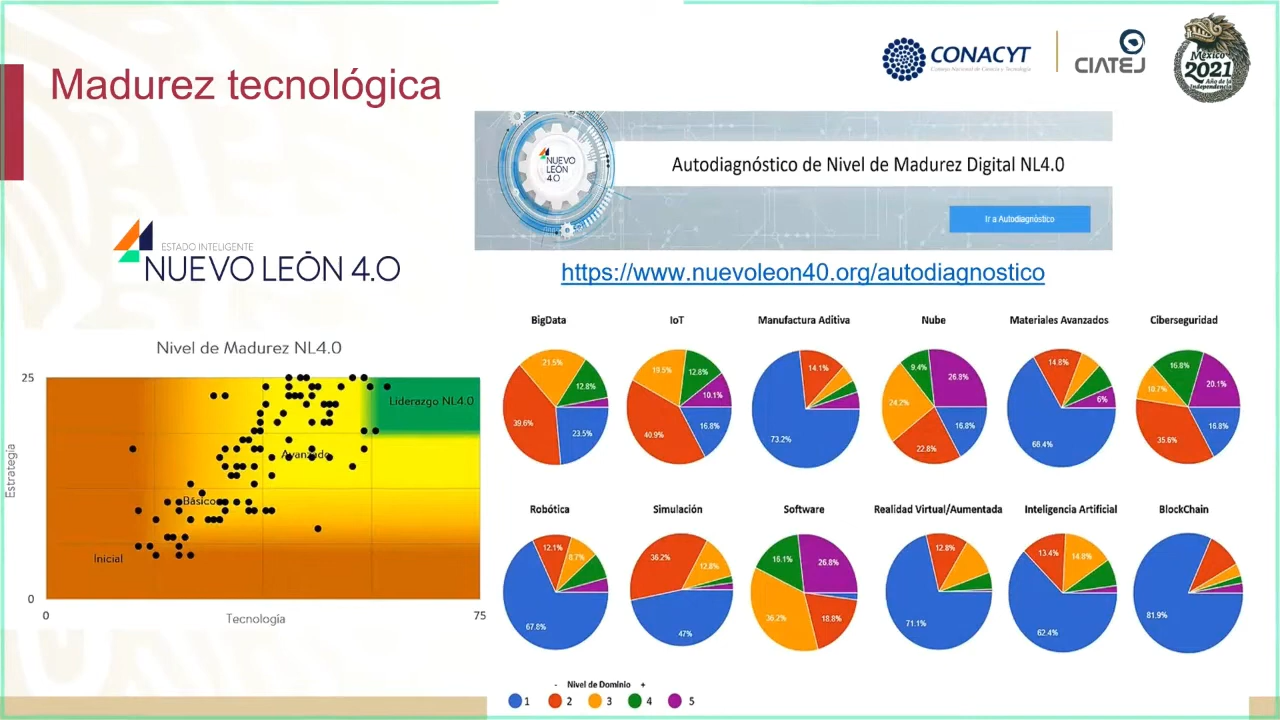 Madurez tecnológica
CONACYT
Consejo Nacional de Ciencia y Tecnología
CIATEJ
México
2021
Año de la
Independencia
NUEVO
LEÓN
4.0
Autodiagnóstico de Nivel de Madurez Digital NL4.0
Ir a Autodiagnóstico
https://www.nuevoleon40.org/autodiagnostico
ESTADO INTELIGENTE
NUEVO LEÓN 4.0
Nivel de Madurez NL4.0
25
Liderazgo NL4.0
Avanzado
Básico
Inicial
Estrategia
0
0
Tecnología
75
BigData
IoT
Manufactura Aditiva
Nube
Materiales Avanzados
Ciberseguridad
21.5%
12.8%
39.6%
23.5%
19.5%
12.8%
10.1%
40.9%
16.8%
14.1%
73.2%
9.4%
26.8%
24.2%
16.8%
22.8%
14.8%
6%
68.4%
16.8%
20.1%
10.7%
16.8%
35.6%
Robótica
Simulación
Software
Realidad Virtual/Aumentada
Inteligencia Artificial
BlockChain
12.1%
8.7%
67.8%
36.2%
12.8%
47%
16.1%
26.8%
36.2%
18.8%
12.8%
71.1%
13.4%
14.8%
62.4%
81.9%
- Nivel de Dominio +
1 2 3 4 5